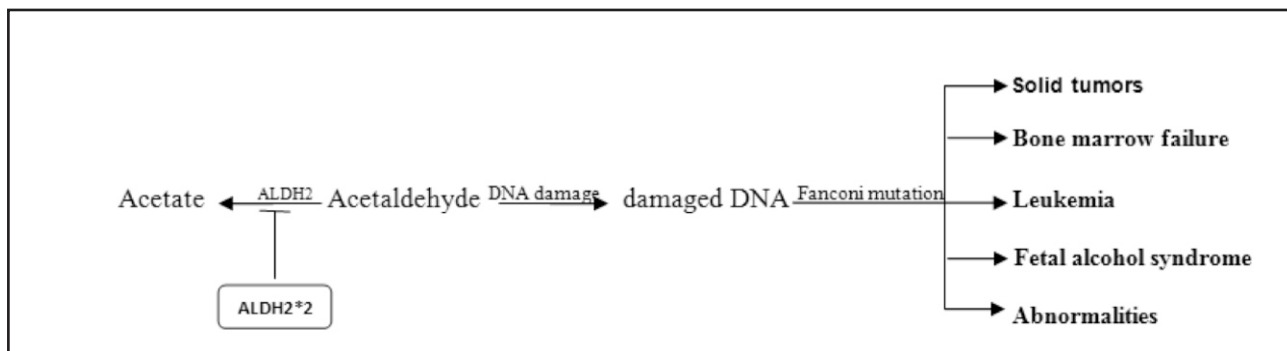 Solid tumors
Bone marrow failure
Acetate ALDH2 Acetaldehyde DNA damage damaged DNA Fanconi mutation Leukemia
Fetal alcohol syndrome
ALDH2*2
Abnormalities